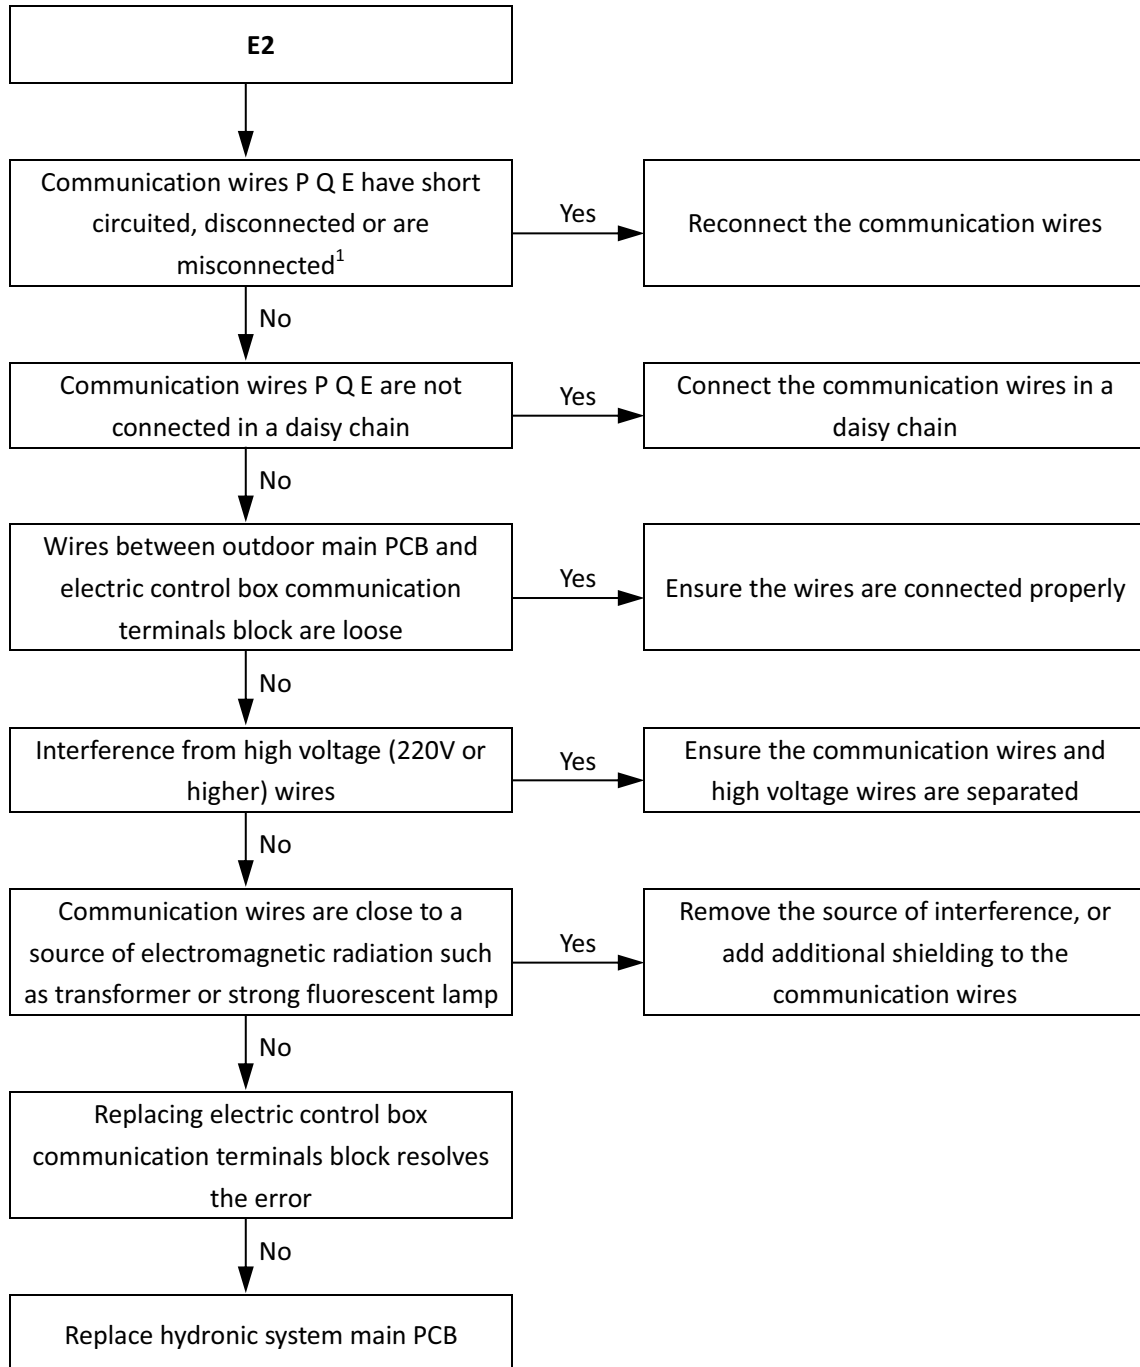 E2
Communication wires P Q E have short
circuited, disconnected or are
misconnected1
Yes
Reconnect the communication wires
No
Communication wires P Q E are not
connected in a daisy chain
Yes
Connect the communication wires in a
daisy chain
No
Wires between outdoor main PCB and
electric control box communication
terminals block are loose
Yes
Ensure the wires are connected properly
No
Interference from high voltage (220V or
higher) wires
Yes
Ensure the communication wires and
high voltage wires are separated
No
Communication wires are close to a
source of electromagnetic radiation such
as transformer or strong fluorescent lamp
Yes
Remove the source of interference, or
add additional shielding to the
communication wires
No
Replacing electric control box
communication terminals block resolves
the error
No
Replace hydronic system main PCB